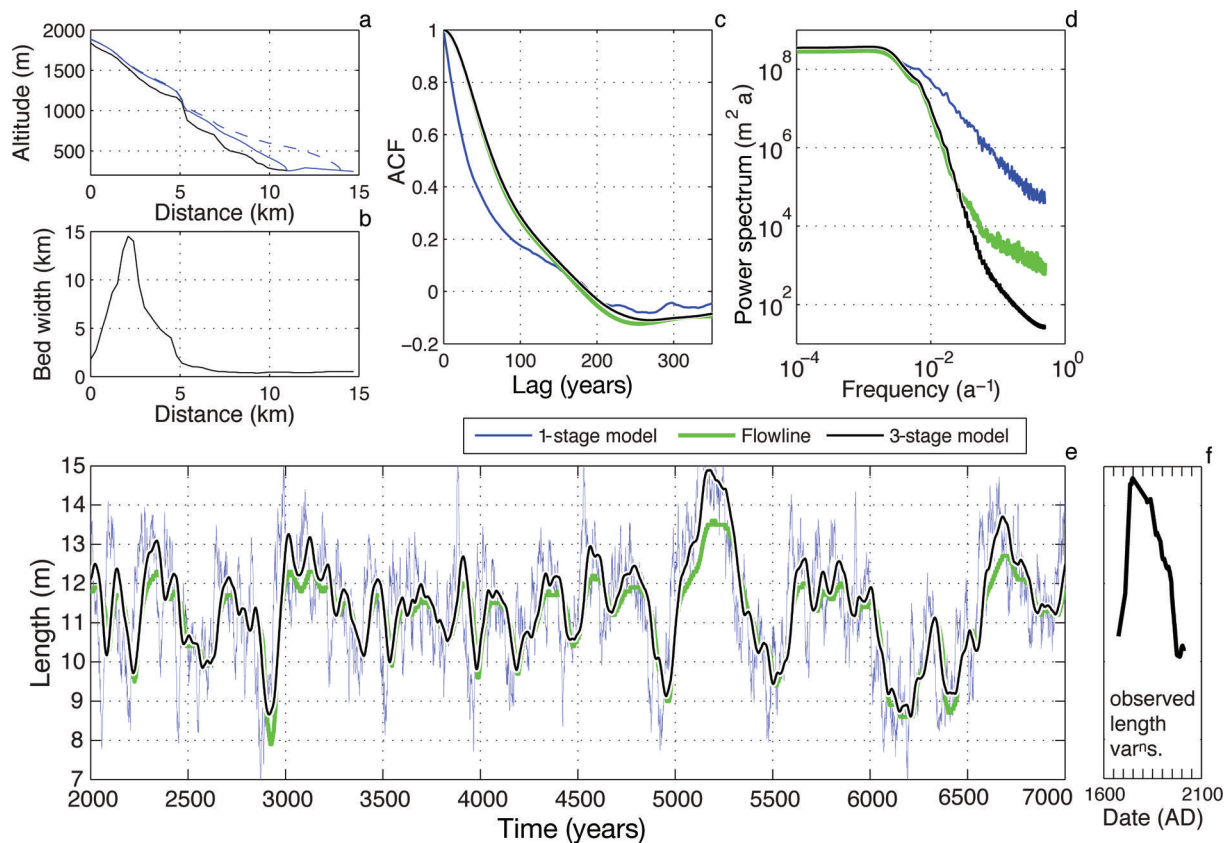 a
2000
1500
1000
500
Altitude (m)
0
5
10
15
Distance (km)
b
15
10
5
0
Bed width (km)
0
5
10
15
Distance (km)
c
1
0.8
0.6
0.4
0.2
0
−0.2
ACF
0
100
200
300
Lag (years)
d
10^8
10^6
10^4
10^2
Power spectrum (m^2 a)
10^−4
10^−2
10^0
Frequency (a^−1)
1-stage model Flowline 3-stage model
e
15
14
13
12
11
10
9
8
7
Length (m)
2000 2500 3000 3500 4000 4500 5000 5500 6000 6500 7000
Time (years)
f
observed
length
var^ns.
1600 2100
Date (AD)